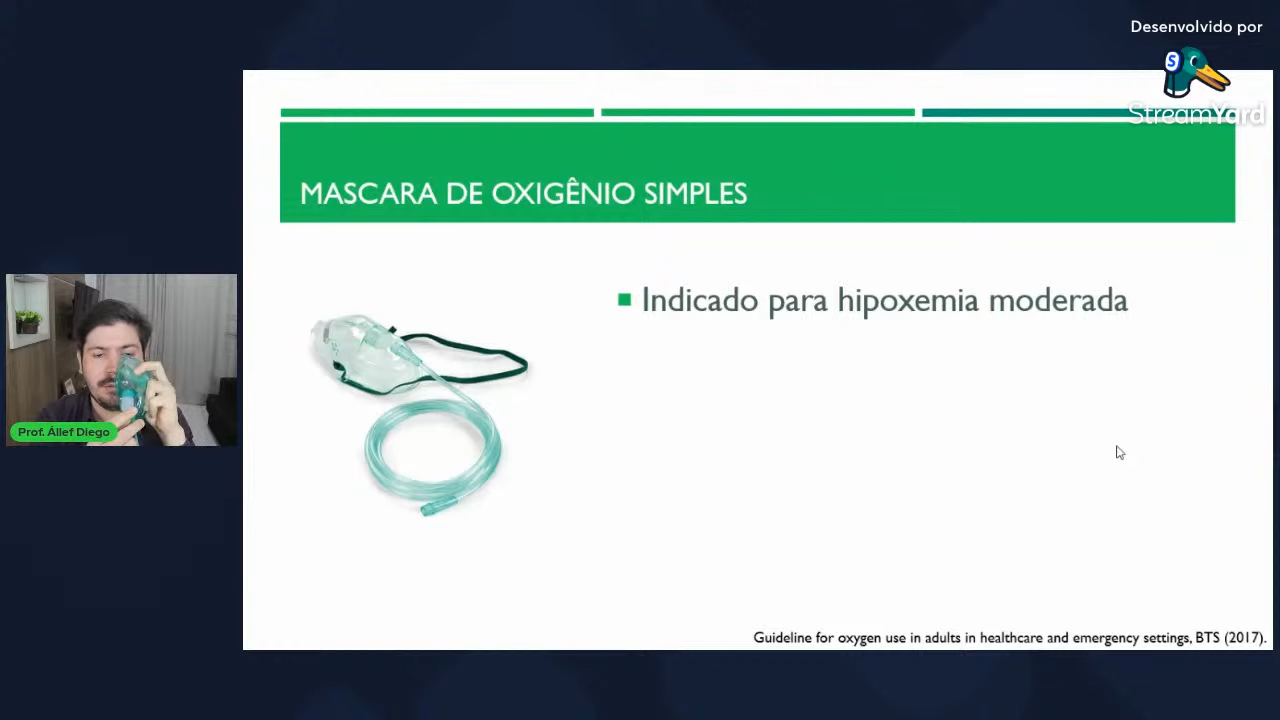 Desenvolvido por
StreamYard
MASCARA DE OXIGÊNIO SIMPLES
Indicado para hipoxemia moderada
Prof. Állef Diego
Guideline for oxygen use in adults in healthcare and emergency settings, BTS (2017).